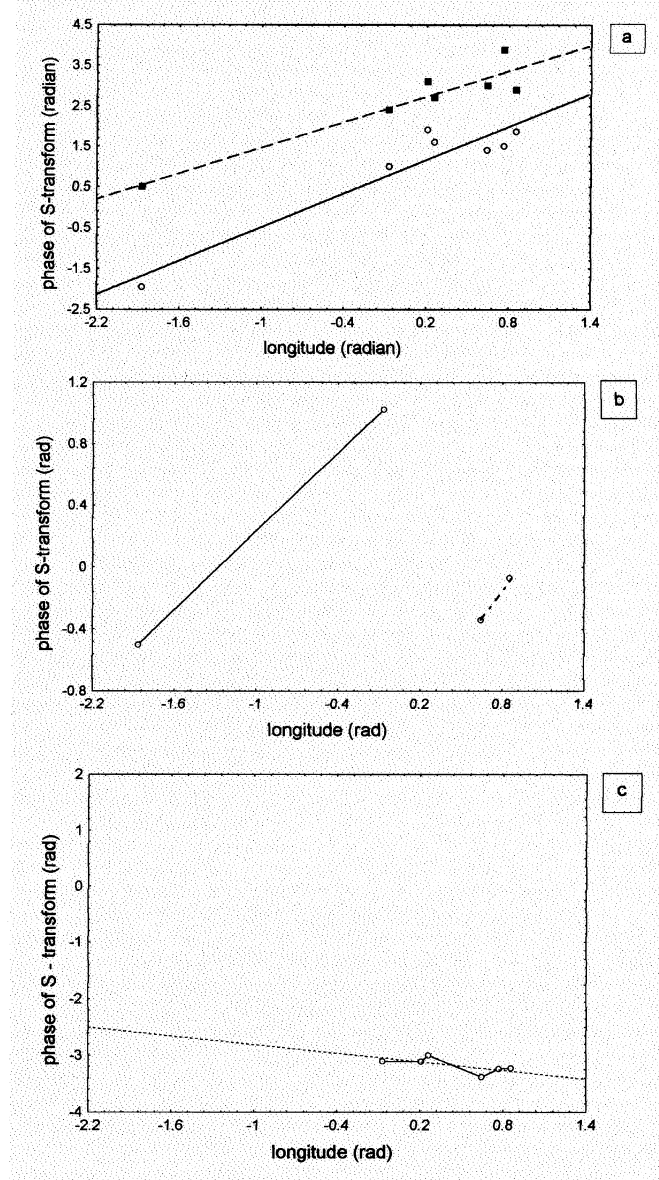 a
phase of S-transform (radian)
4.5
3.5
2.5
1.5
0.5
-0.5
-1.5
-2.5
-2.2 -1.6 -1 -0.4 0.2 0.8 1.4
longitude (radian)
b
phase of S-transform (rad)
1.2
0.8
0.4
0
-0.4
-0.8
-2.2 -1.6 -1 -0.4 0.2 0.8 1.4
longitude (rad)
c
phase of S - transform (rad)
2
1
0
-1
-2
-3
-4
-2.2 -1.6 -1 -0.4 0.2 0.8 1.4
longitude (rad)